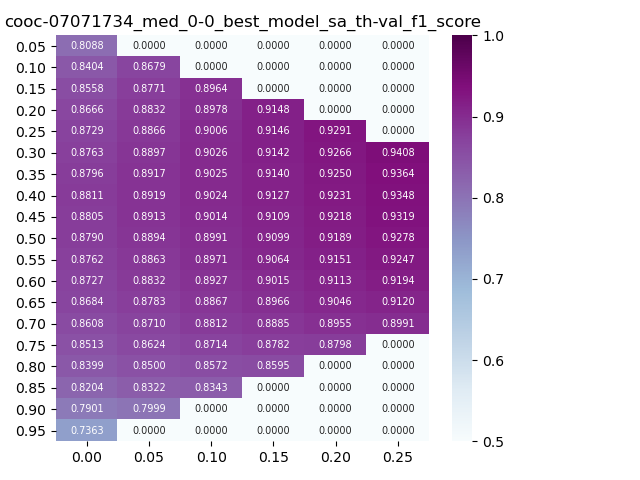 cooc-07071734_med_0-0_best_model_sa_th-val_f1_score
0.05 0.8088 0.0000 0.0000 0.0000 0.0000 0.0000
0.10 0.8404 0.8679 0.0000 0.0000 0.0000 0.0000
0.15 0.8558 0.8771 0.8964 0.0000 0.0000 0.0000
0.20 0.8666 0.8832 0.8978 0.9148 0.0000 0.0000
0.25 0.8729 0.8866 0.9006 0.9146 0.9291 0.0000
0.30 0.8763 0.8897 0.9026 0.9142 0.9266 0.9408
0.35 0.8796 0.8917 0.9025 0.9140 0.9250 0.9364
0.40 0.8811 0.8919 0.9024 0.9127 0.9231 0.9348
0.45 0.8805 0.8913 0.9014 0.9109 0.9218 0.9319
0.50 0.8790 0.8894 0.8991 0.9099 0.9189 0.9278
0.55 0.8762 0.8863 0.8971 0.9064 0.9151 0.9247
0.60 0.8727 0.8832 0.8927 0.9015 0.9113 0.9194
0.65 0.8684 0.8783 0.8867 0.8966 0.9046 0.9120
0.70 0.8608 0.8710 0.8812 0.8885 0.8955 0.8991
0.75 0.8513 0.8624 0.8714 0.8782 0.8798 0.0000
0.80 0.8399 0.8500 0.8572 0.8595 0.0000 0.0000
0.85 0.8204 0.8322 0.8343 0.0000 0.0000 0.0000
0.90 0.7901 0.7999 0.0000 0.0000 0.0000 0.0000
0.95 0.7363 0.0000 0.0000 0.0000 0.0000 0.0000
0.00 0.05 0.10 0.15 0.20 0.25
1.0
0.9
0.8
0.7
0.6
0.5